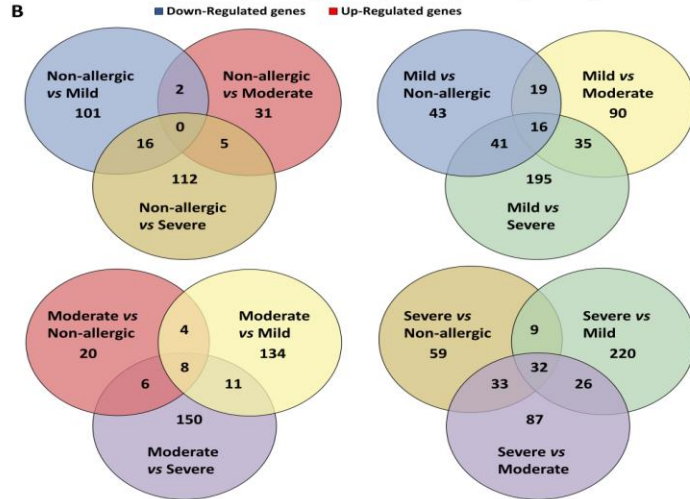 Down-Regulated genes Up-Regulated genes
B
Non-allergic
vs Mild
101
2
Non-allergic
vs Moderate
31
0
16
5
112
Non-allergic
vs Severe
Mild vs
Non-allergic
43
19
Mild vs
Moderate
90
16
41
35
195
Mild vs
Severe
Moderate vs
Non-allergic
20
4
Moderate
vs Mild
134
8
6
11
150
Moderate
vs Severe
Severe vs
Non-allergic
59
9
Severe vs
Mild
220
32
33
26
87
Severe vs
Moderate